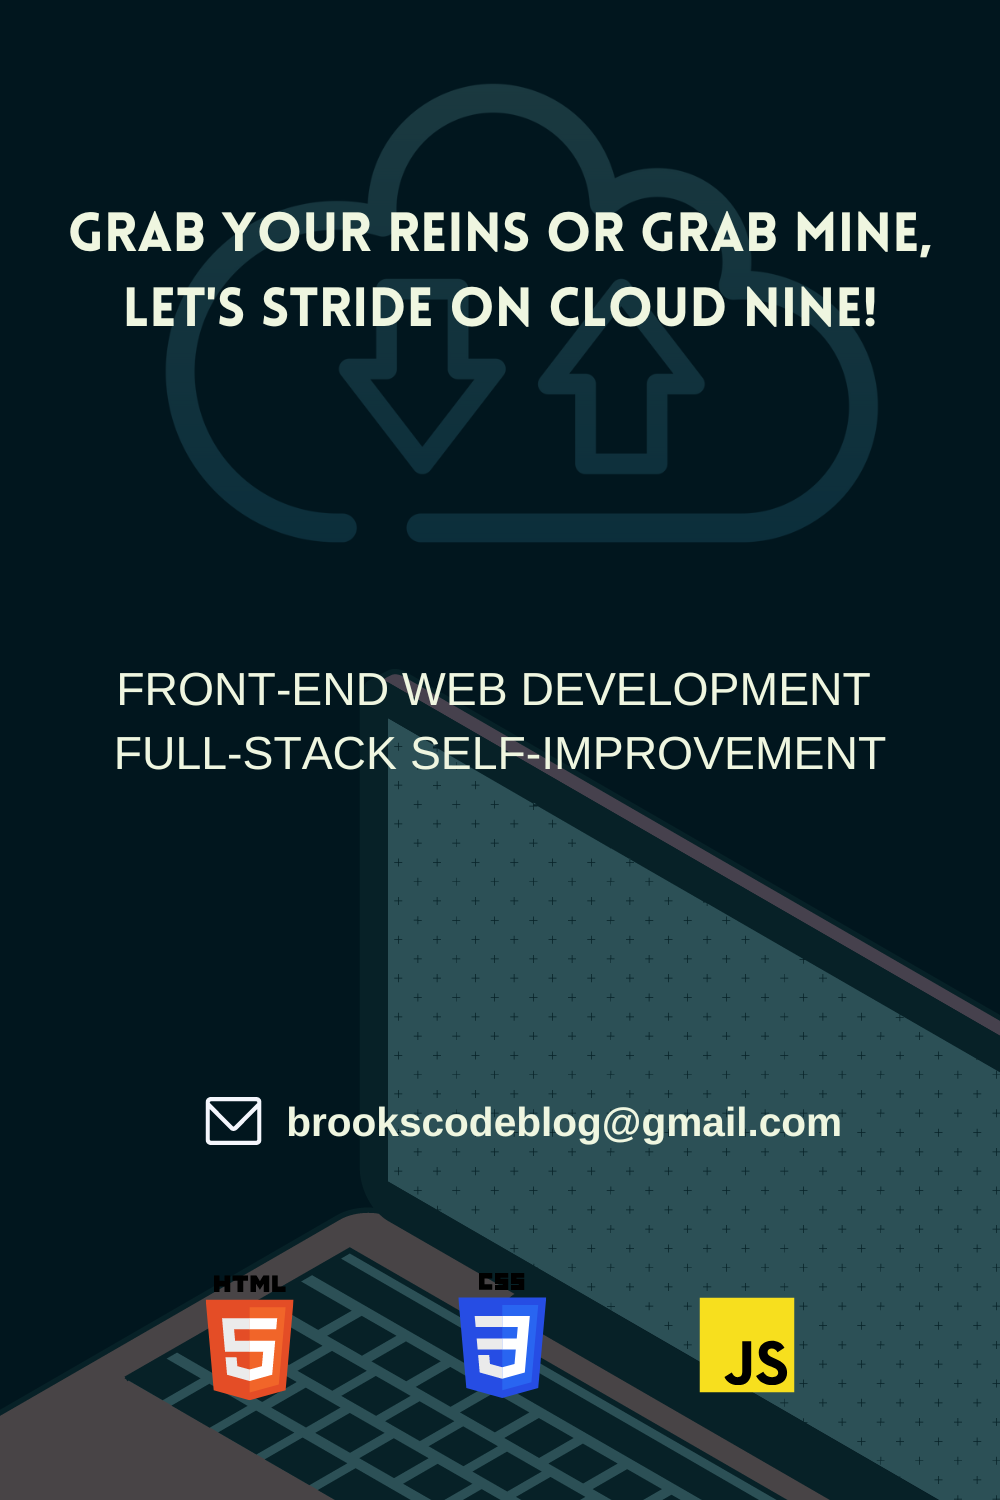 GRAB YOUR REINS OR GRAB MINE,
LET'S STRIDE ON CLOUD NINE!
FRONT-END WEB DEVELOPMENT
FULL-STACK SELF-IMPROVEMENT
brookscodeblog@gmail.com
HTML CSS
5 3 JS